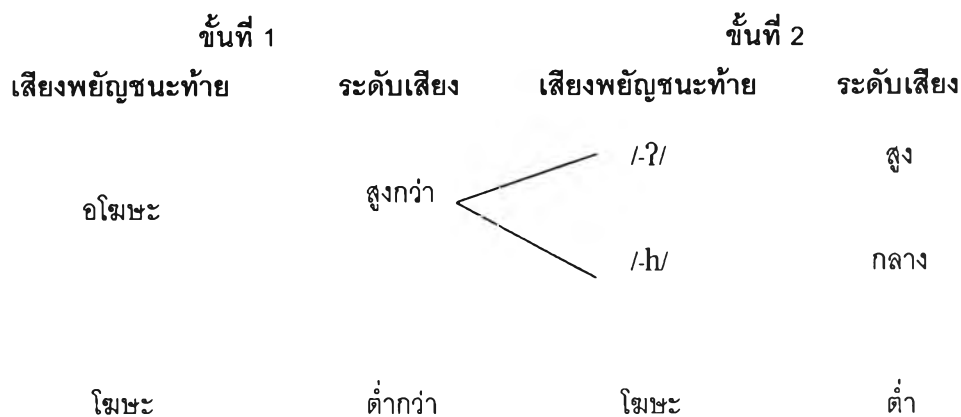 ขั้นที่ 1 ขั้นที่ 2
เสียงพยัญชนะท้าย ระดับเสียง เสียงพยัญชนะท้าย ระดับเสียง
/-ʔ/ สูง
อโฆษะ สูงกว่า
/-h/ กลาง
โฆษะ ต่ำกว่า โฆษะ ต่ำ